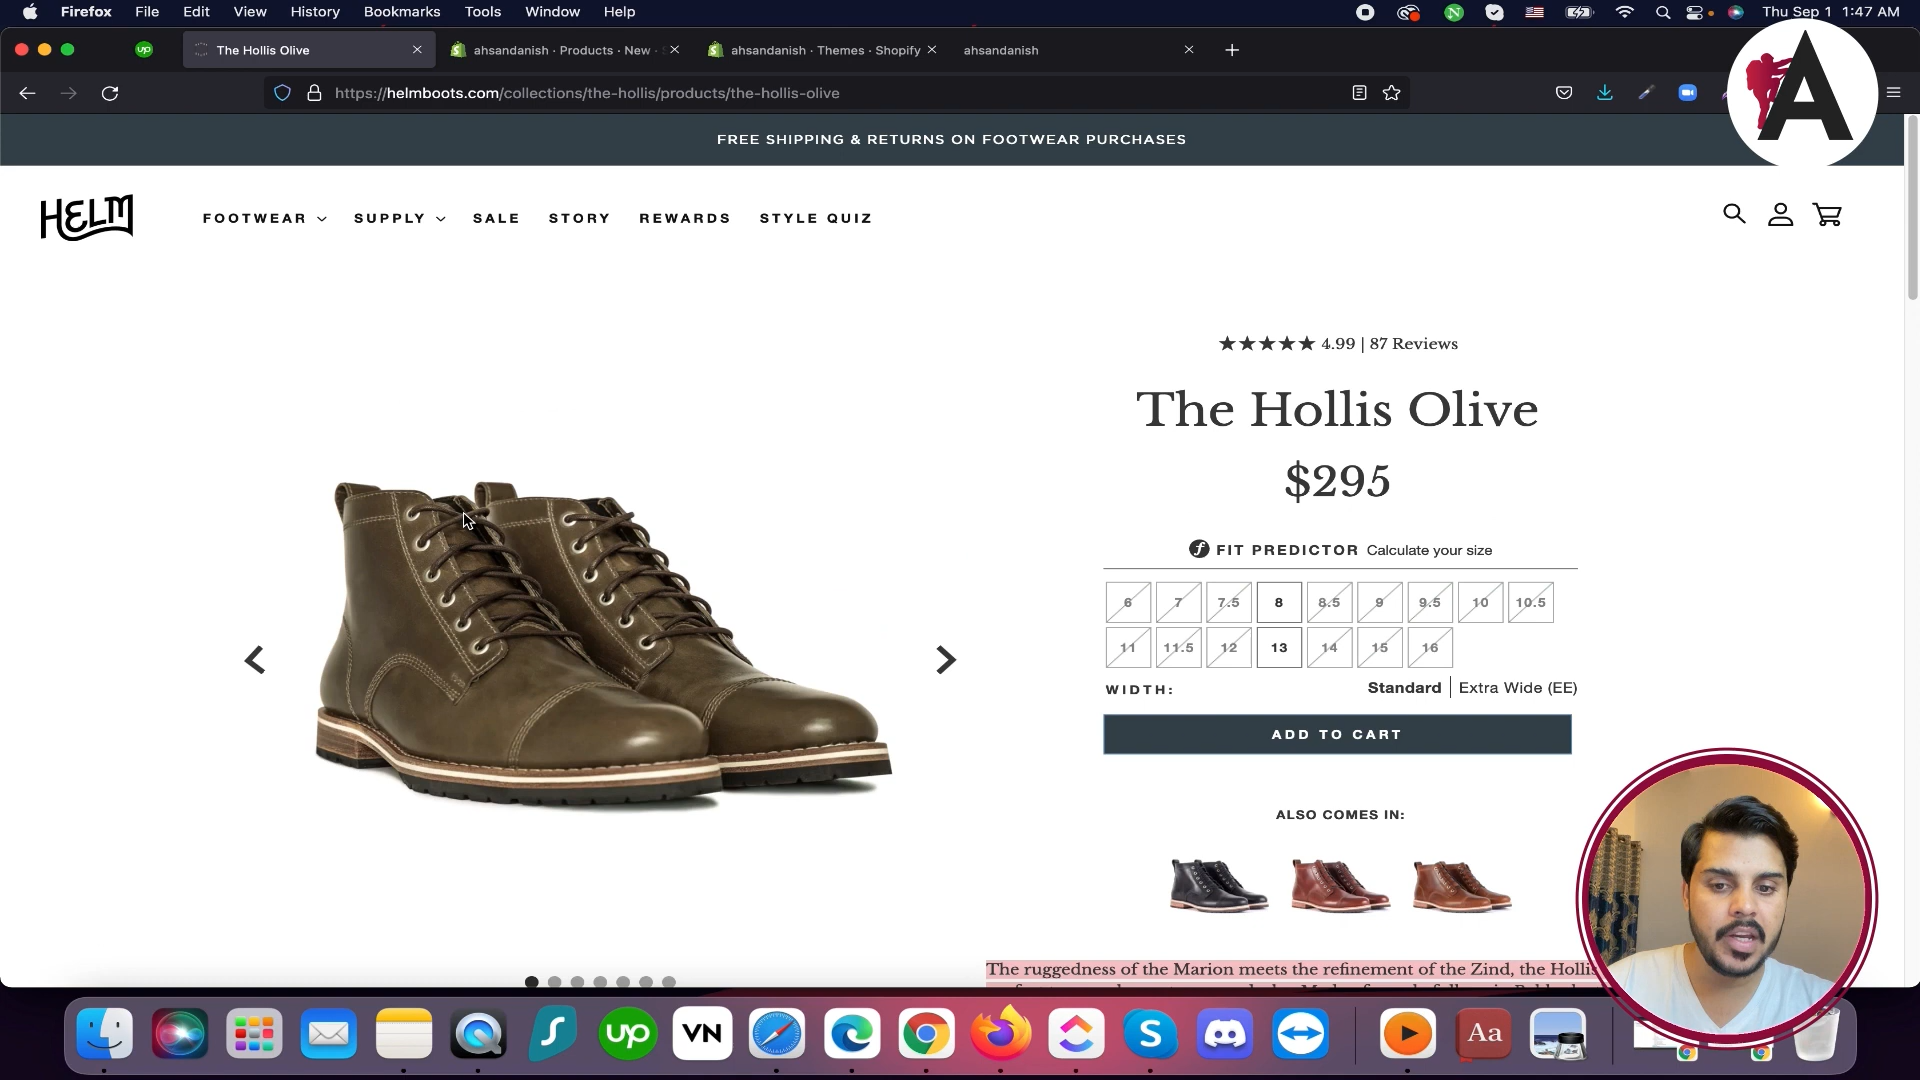 Firefox File Edit View History Bookmarks Tools Window Help Thu Sep 1 1:47 AM
The Hollis Olive ahsandanish · Products · New · ahsandanish · Themes · Shopify ahsandanish
https://helmboots.com/collections/the-hollis/products/the-hollis-olive
A
FREE SHIPPING & RETURNS ON FOOTWEAR PURCHASES
HELM FOOTWEAR SUPPLY SALE STORY REWARDS STYLE QUIZ
★★★★★ 4.99 | 87 Reviews
The Hollis Olive
$295
FIT PREDICTOR Calculate your size
6 7 7.5 8 8.5 9 9.5 10 10.5
11 11.5 12 13 14 15 16
WIDTH: Standard | Extra Wide (EE)
ADD TO CART
ALSO COMES IN:
The ruggedness of the Marion meets the refinement of the Zind, the Hollis
up VN S Aa